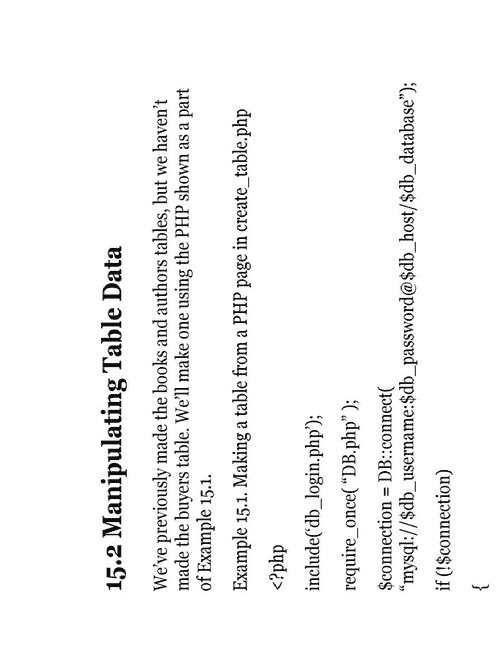 15.2 Manipulating Table Data
We’ve previously made the books and authors tables, but we haven’t
made the buyers table. We’ll make one using the PHP shown as a part
of Example 15.1.
Example 15.1. Making a table from a PHP page in create_table.php
<?php
include(‘db_login.php’);
require_once( “DB.php” );
$connection = DB::connect(
“mysql://$db_username:$db_password@$db_host/$db_database”);
if (!$connection)
{